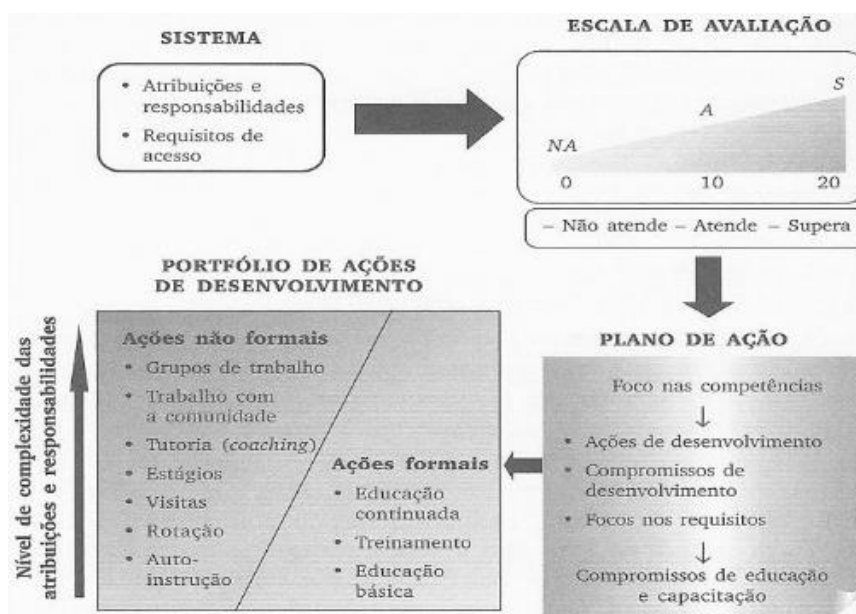 SISTEMA
• Atribuições e
responsabilidades
• Requisitos de
acesso
ESCALA DE AVALIAÇÃO
NA
A
S
0
10
20
– Não atende – Atende – Supera
PORTFÓLIO DE AÇÕES
DE DESENVOLVIMENTO
Nível de complexidade das
atribuições e responsabilidades
Ações não formais
• Grupos de trabalho
• Trabalho com
a comunidade
• Tutoria (coaching)
• Estágios
• Visitas
• Rotação
• Auto-
instrução
Ações formais
• Educação
continuada
• Treinamento
• Educação
básica
PLANO DE AÇÃO
Foco nas competências
• Ações de desenvolvimento
• Compromissos de
desenvolvimento
• Focos nos requisitos
Compromissos de educação
e capacitação